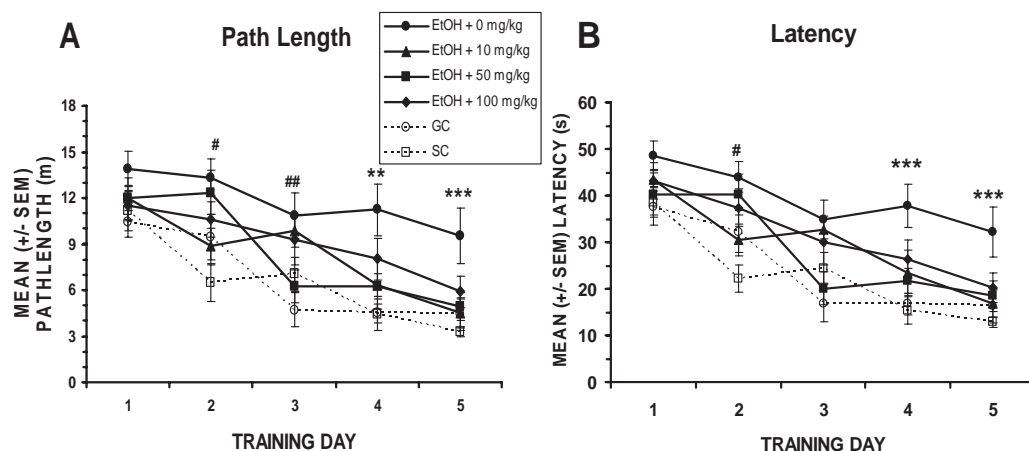 A
Path Length
EtOH + 0 mg/kg
EtOH + 10 mg/kg
EtOH + 50 mg/kg
EtOH + 100 mg/kg
GC
SC
MEAN (+/- SEM)
PATHLENGTH (m)
18
15
12
9
6
3
0
#
##
**
***
1 2 3 4 5
TRAINING DAY
B
Latency
MEAN (+/- SEM) LATENCY (s)
60
50
40
30
20
10
0
#
***
***
1 2 3 4 5
TRAINING DAY